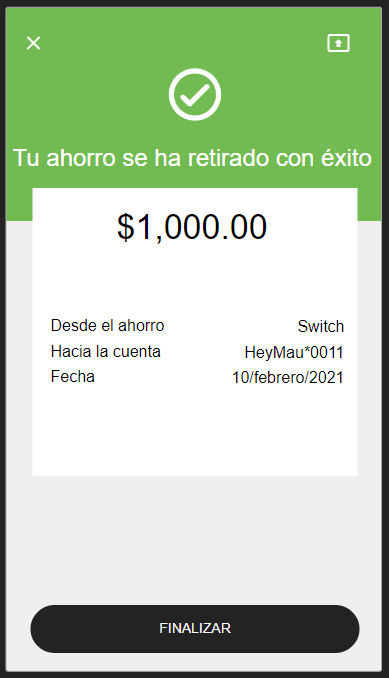 Tu ahorro se ha retirado con éxito
$1,000.00
Desde el ahorro Switch
Hacia la cuenta HeyMau*0011
Fecha 10/febrero/2021
FINALIZAR